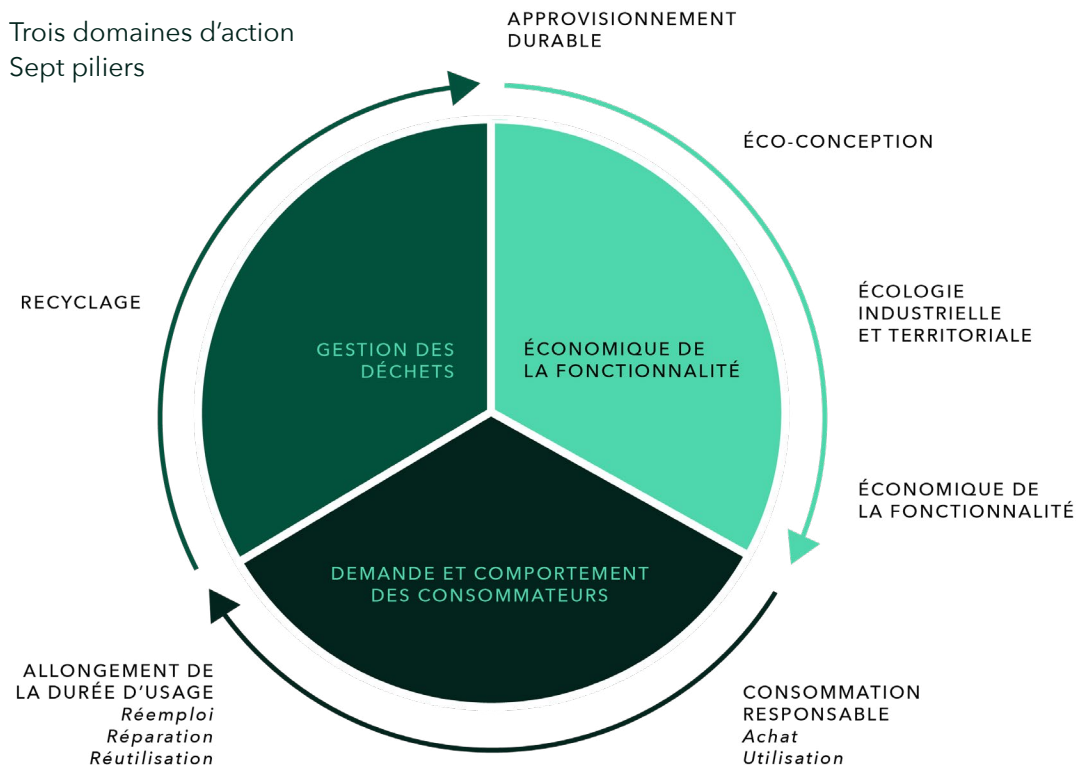 Trois domaines d'action
Sept piliers
APPROVISIONNEMENT
DURABLE
ÉCO-CONCEPTION
ÉCOLOGIE
INDUSTRIELLE
ET TERRITORIALE
ÉCONOMIQUE DE
LA FONCTIONNALITÉ
CONSOMMATION
RESPONSABLE
Achat
Utilisation
ALLONGEMENT DE
LA DURÉE D'USAGE
Réemploi
Réparation
Réutilisation
RECYCLAGE
GESTION DES
DÉCHETS
ÉCONOMIQUE DE
LA FONCTIONNALITÉ
DEMANDE ET COMPORTEMENT
DES CONSOMMATEURS